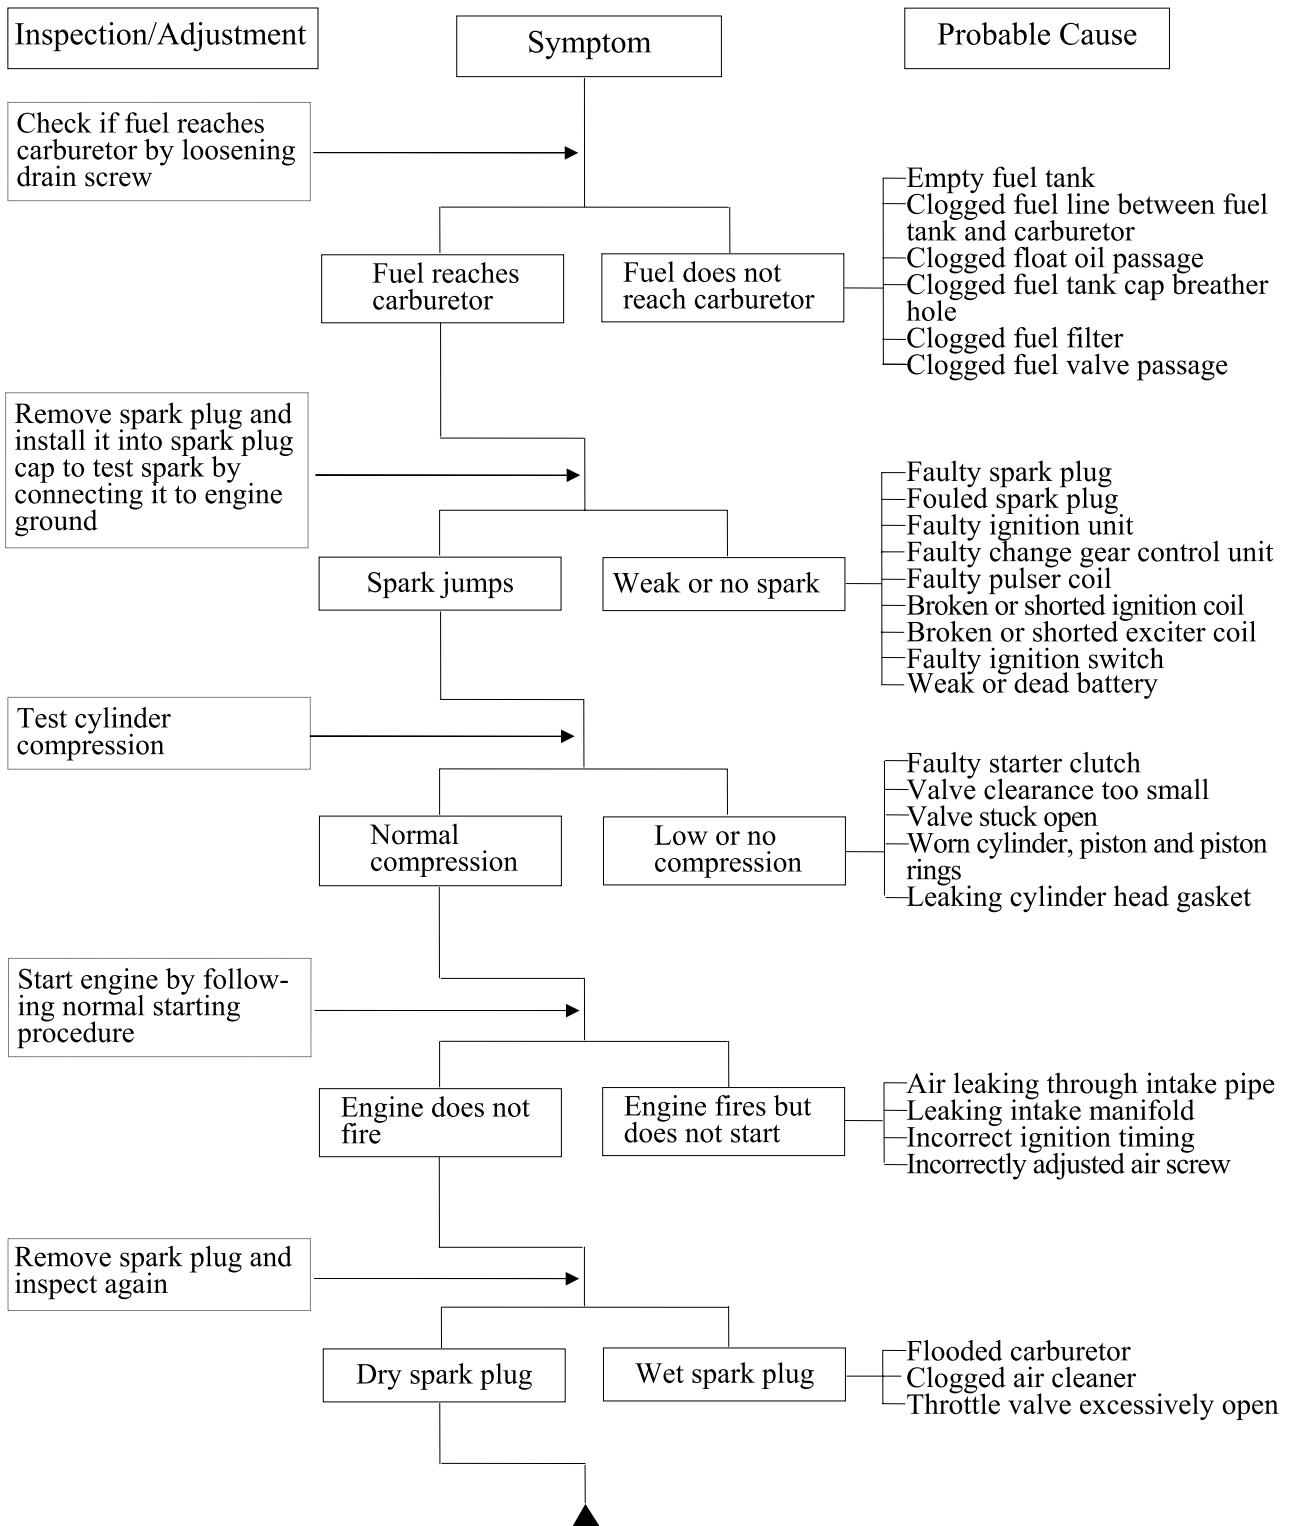 Inspection/Adjustment
Symptom
Probable Cause
Check if fuel reaches
carburetor by loosening
drain screw
Fuel reaches
carburetor
Fuel does not
reach carburetor
Empty fuel tank
Clogged fuel line between fuel
tank and carburetor
Clogged float oil passage
Clogged fuel tank cap breather
hole
Clogged fuel filter
Clogged fuel valve passage
Remove spark plug and
install it into spark plug
cap to test spark by
connecting it to engine
ground
Spark jumps
Weak or no spark
Faulty spark plug
Fouled spark plug
Faulty ignition unit
Faulty change gear control unit
Faulty pulser coil
Broken or shorted ignition coil
Broken or shorted exciter coil
Faulty ignition switch
Weak or dead battery
Test cylinder
compression
Normal
compression
Low or no
compression
Faulty starter clutch
Valve clearance too small
Valve stuck open
Worn cylinder, piston and piston
rings
Leaking cylinder head gasket
Start engine by follow-
ing normal starting
procedure
Engine does not
fire
Engine fires but
does not start
Air leaking through intake pipe
Leaking intake manifold
Incorrect ignition timing
Incorrectly adjusted air screw
Remove spark plug and
inspect again
Dry spark plug
Wet spark plug
Flooded carburetor
Clogged air cleaner
Throttle valve excessively open